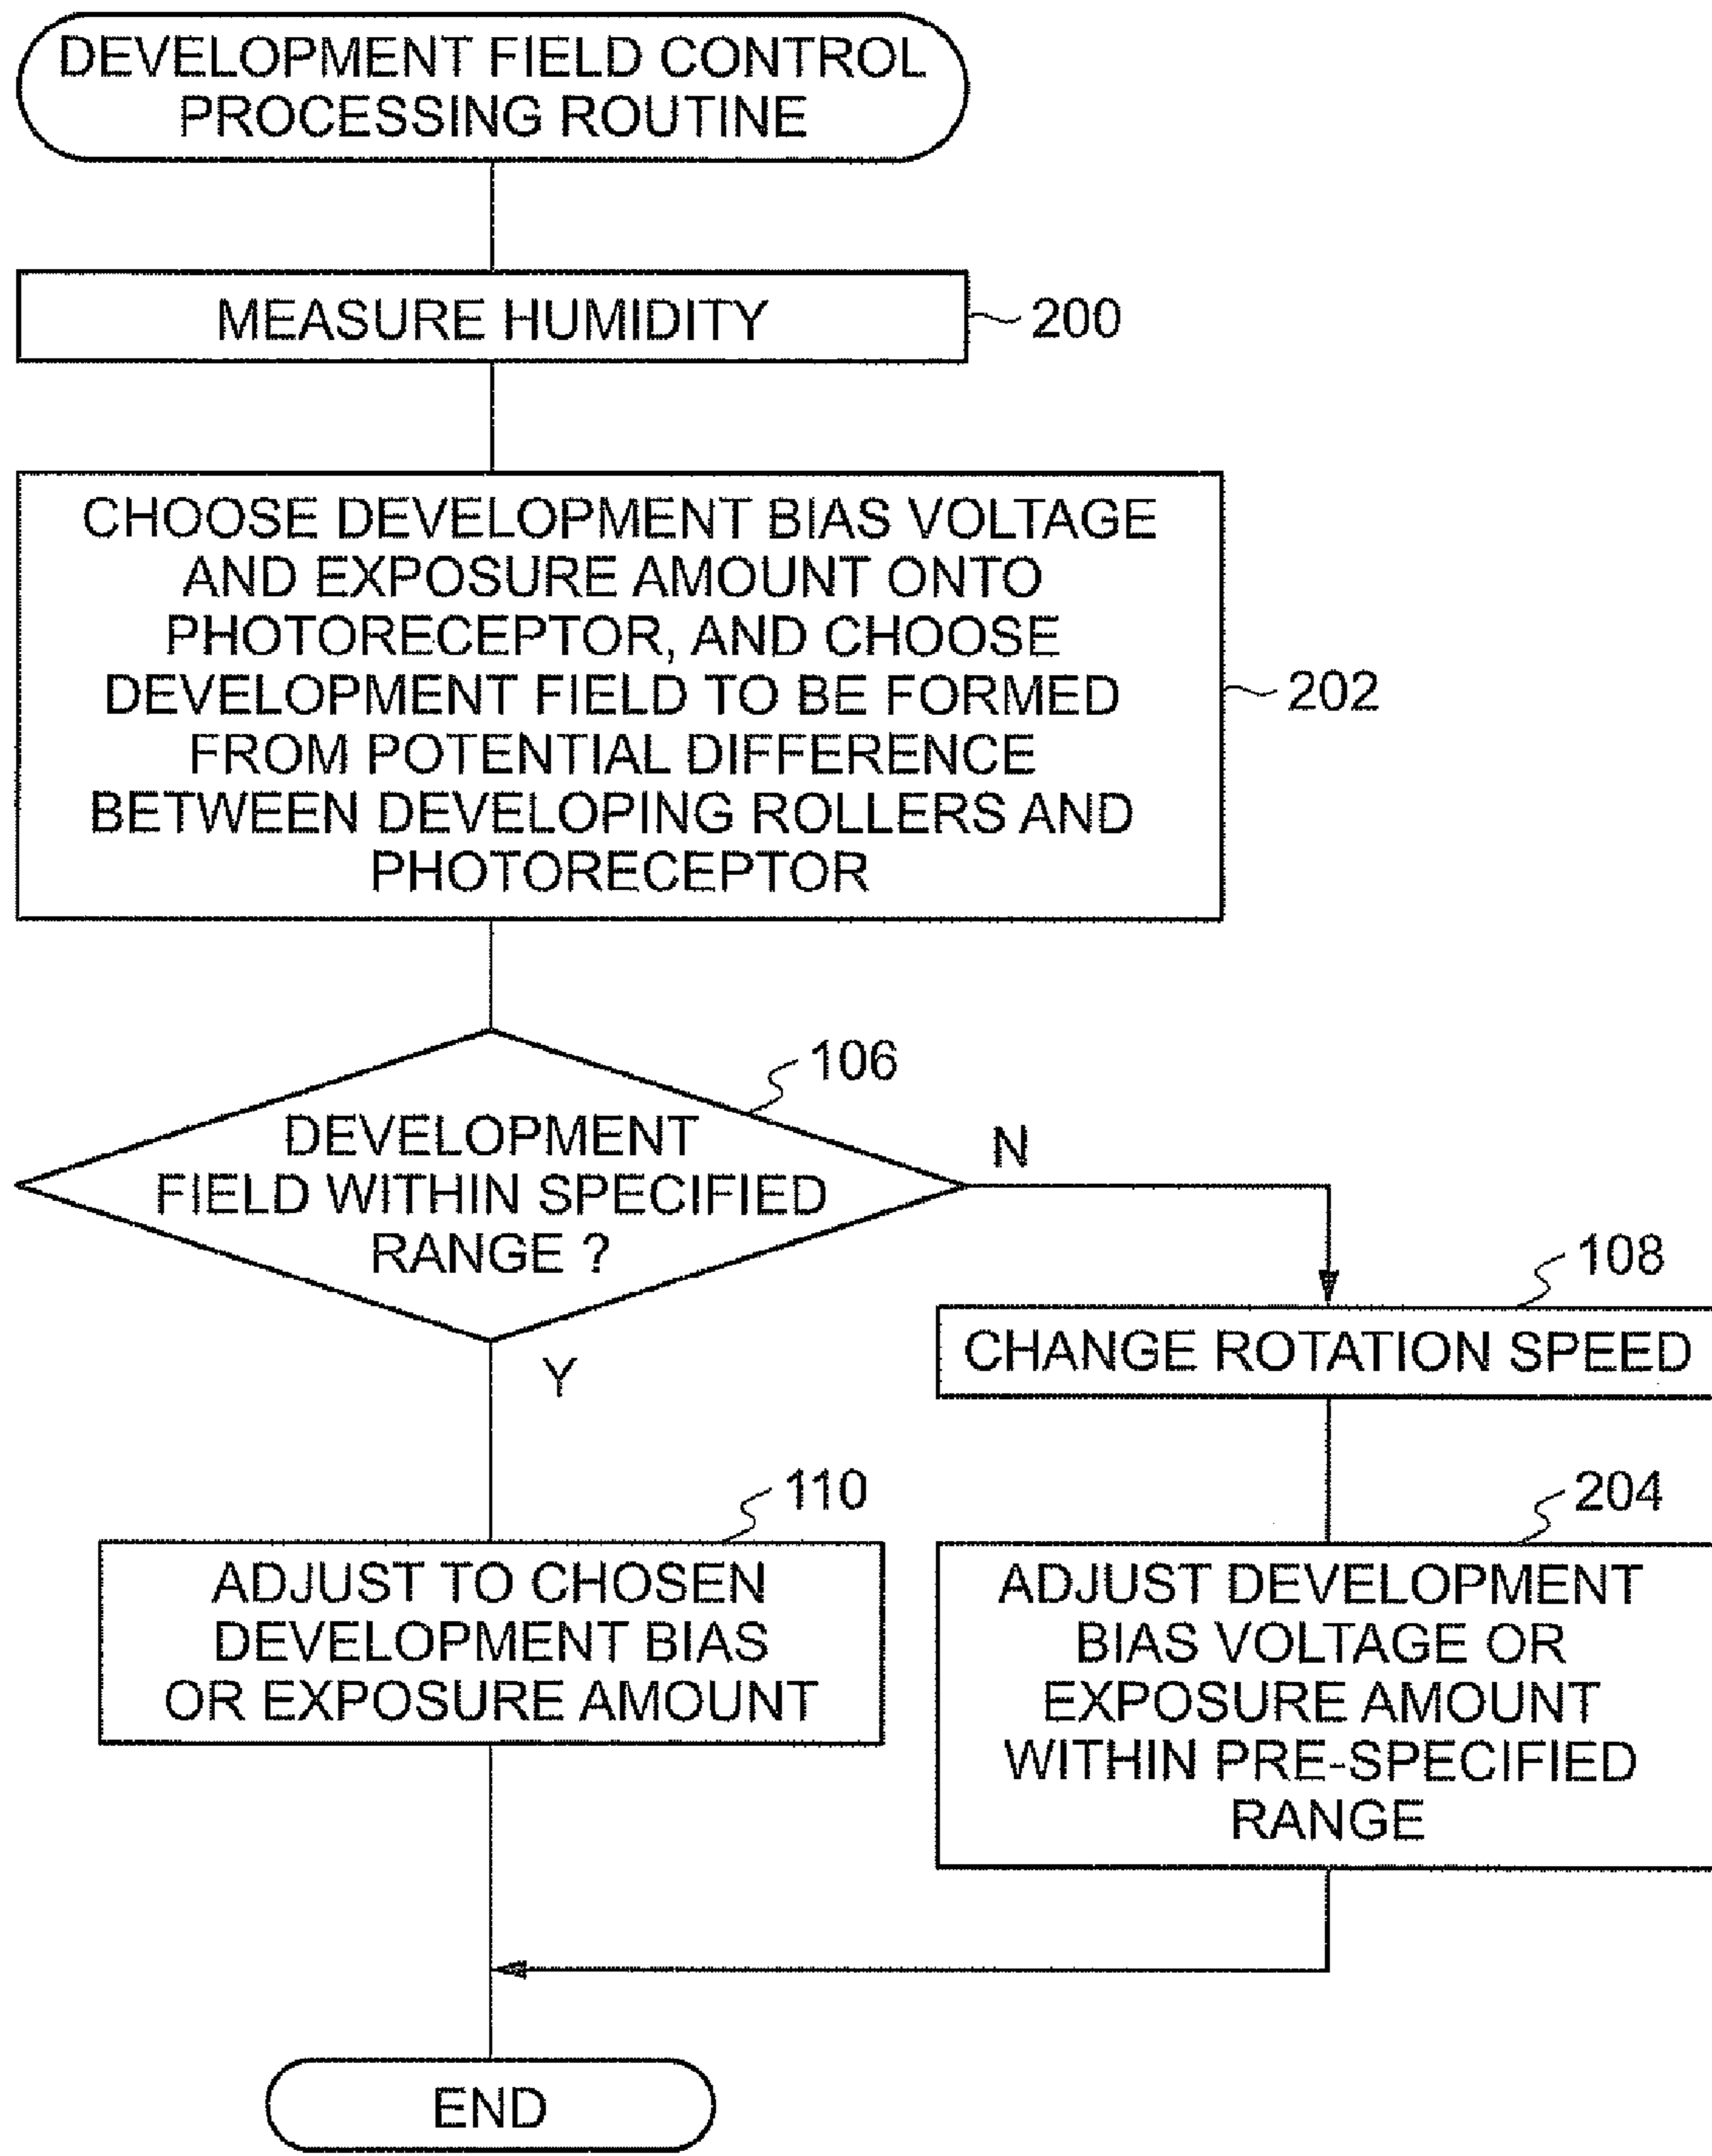 DEVELOPMENT FIELD CONTROL
PROCESSING ROUTINE
MEASURE HUMIDITY
200
CHOOSE DEVELOPMENT BIAS VOLTAGE
AND EXPOSURE AMOUNT ONTO
PHOTORECEPTOR, AND CHOOSE
DEVELOPMENT FIELD TO BE FORMED
FROM POTENTIAL DIFFERENCE
BETWEEN DEVELOPING ROLLERS AND
PHOTORECEPTOR
202
106
DEVELOPMENT
FIELD WITHIN SPECIFIED
RANGE ?
N
Y
108
CHANGE ROTATION SPEED
110
ADJUST TO CHOSEN
DEVELOPMENT BIAS
OR EXPOSURE AMOUNT
204
ADJUST DEVELOPMENT
BIAS VOLTAGE OR
EXPOSURE AMOUNT
WITHIN PRE-SPECIFIED
RANGE
END